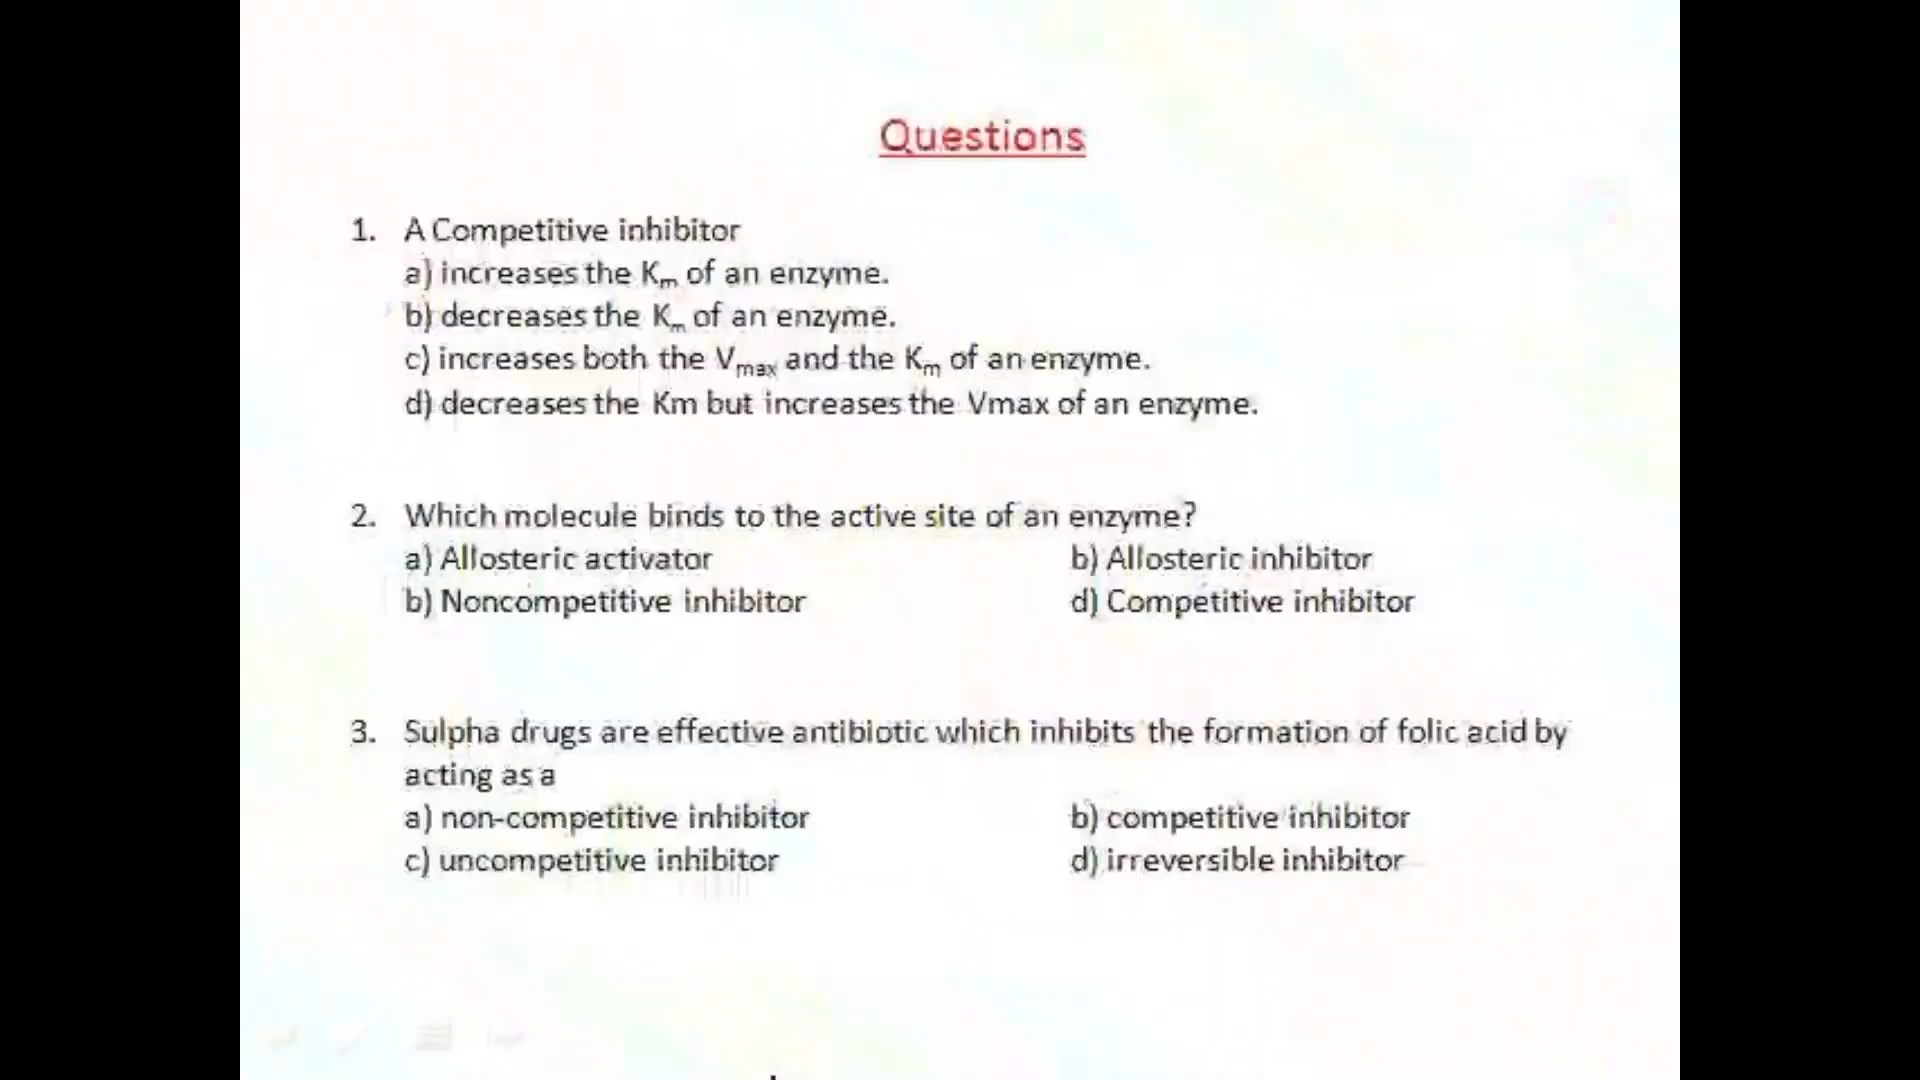 Questions
1. A Competitive inhibitor
a) increases the Km of an enzyme.
b) decreases the Km of an enzyme.
c) increases both the Vmax and the Km of an enzyme.
d) decreases the Km but increases the Vmax of an enzyme.
2. Which molecule binds to the active site of an enzyme?
a) Allosteric activator b) Allosteric inhibitor
b) Noncompetitive inhibitor d) Competitive inhibitor
3. Sulpha drugs are effective antibiotic which inhibits the formation of folic acid by
acting as a
a) non-competitive inhibitor b) competitive inhibitor
c) uncompetitive inhibitor d) irreversible inhibitor